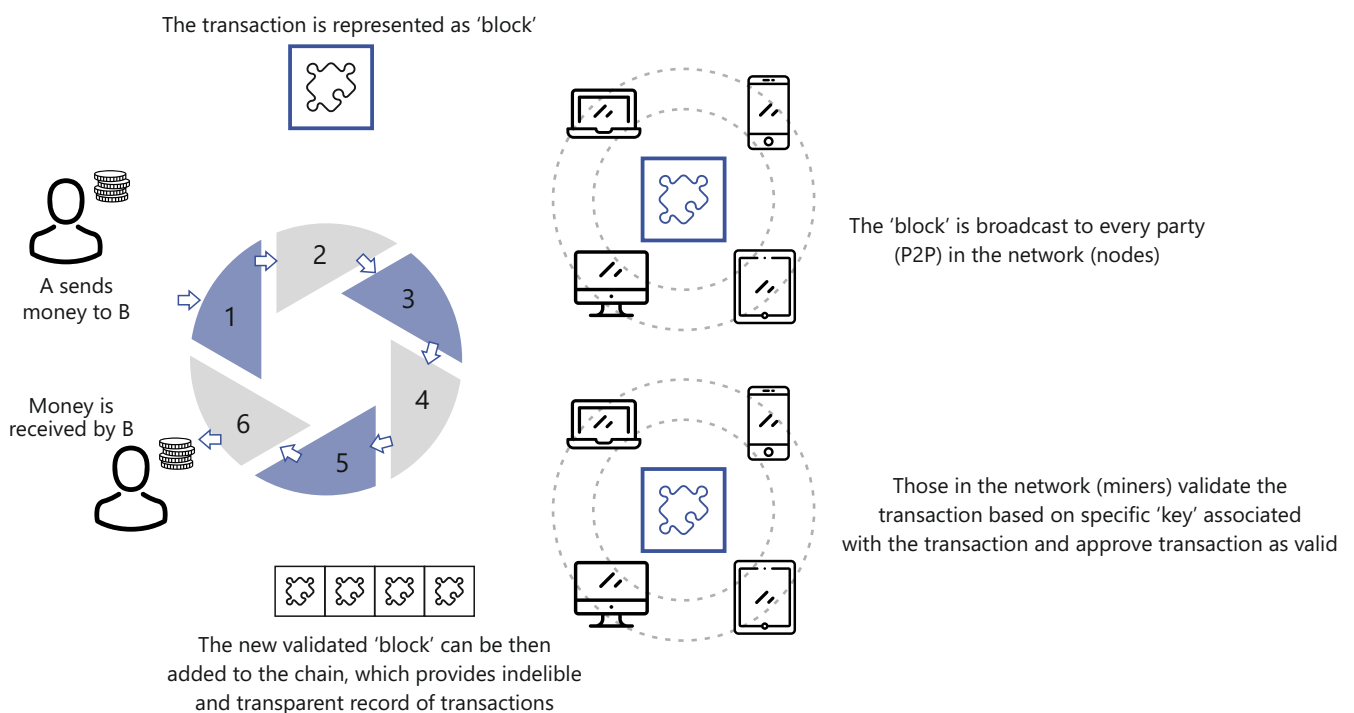 The transaction is represented as ‘block’
A sends
money to B
1
2
3
4
5
6
The ‘block’ is broadcast to every party
(P2P) in the network (nodes)
Those in the network (miners) validate the
transaction based on specific ‘key’ associated
with the transaction and approve transaction as valid
The new validated ‘block’ can be then
added to the chain, which provides indelible
and transparent record of transactions
Money is
received by B